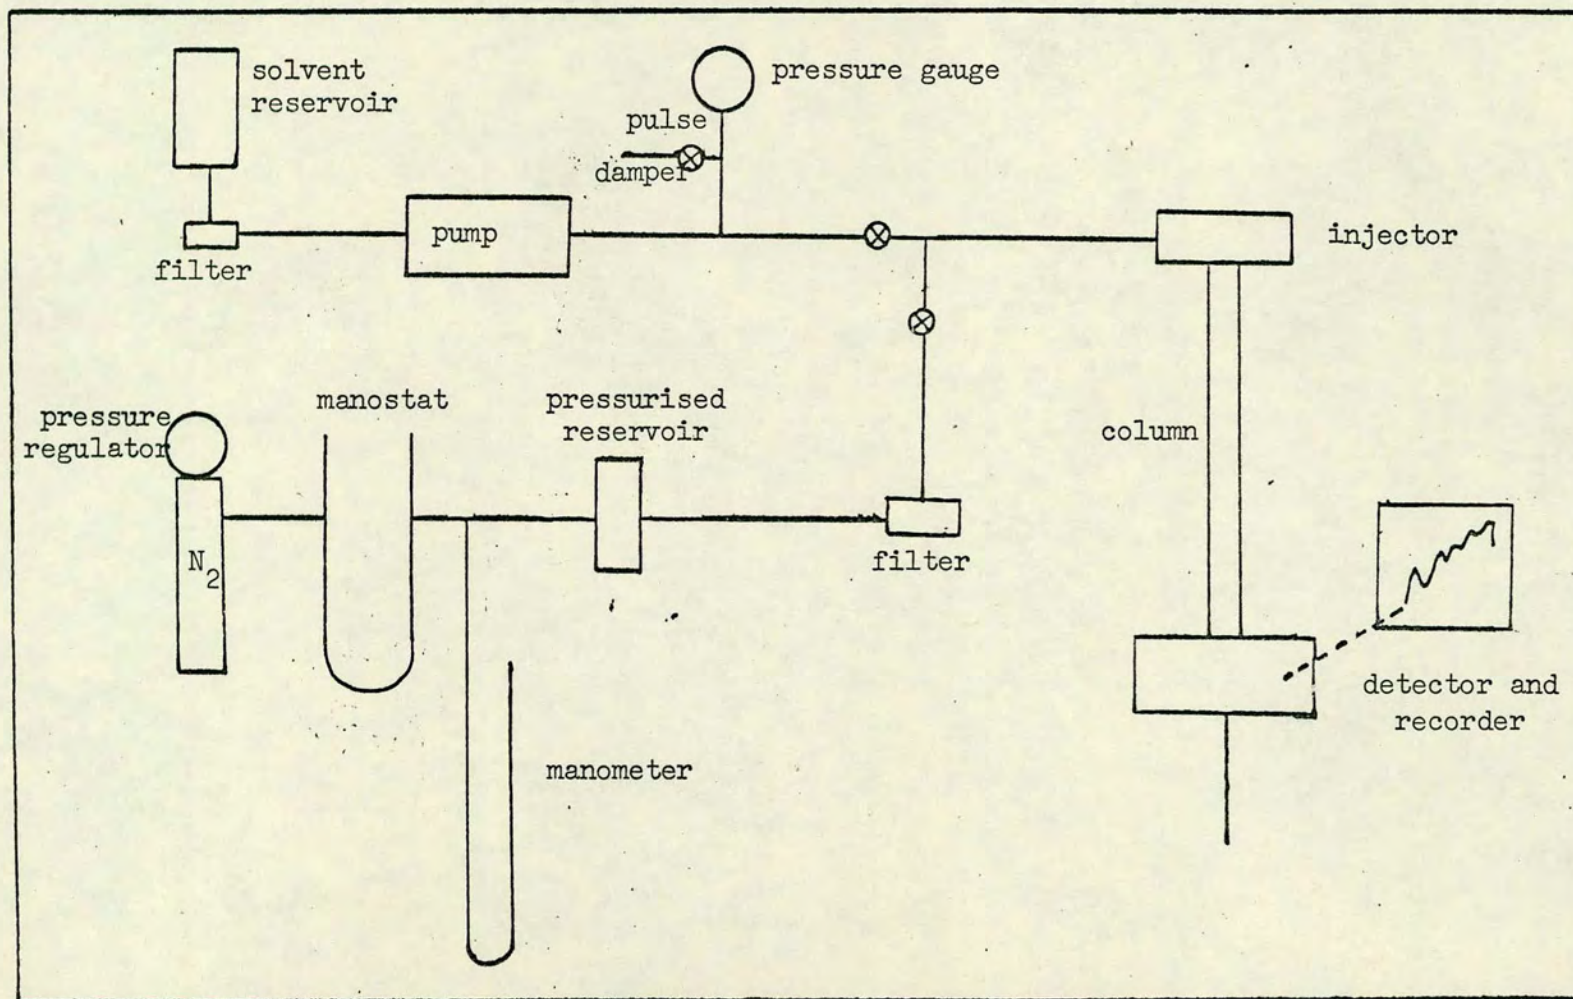 solvent
reservoir
pressure gauge
pulse
damper
pump
injector
filter
manostat
pressurised
reservoir
pressure
regulator
column
N2
filter
detector and
recorder
manometer